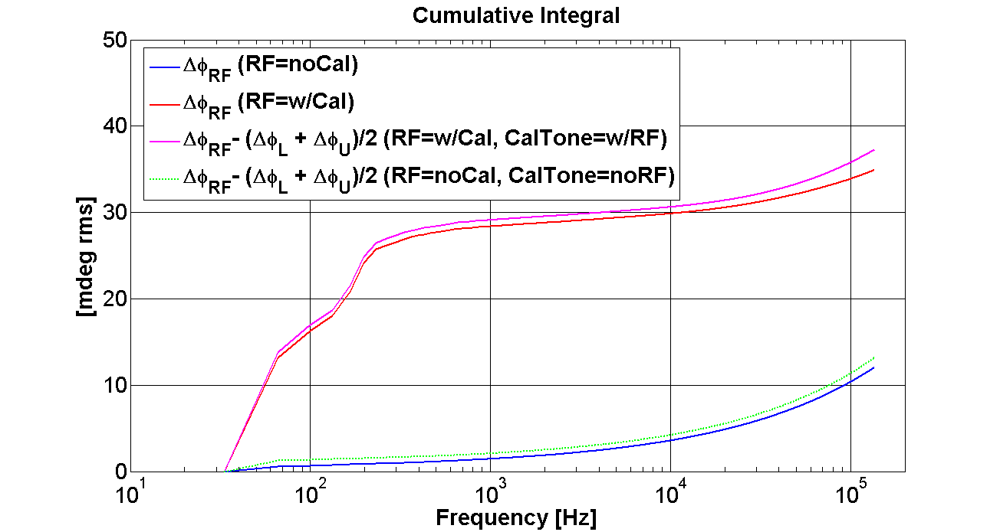 Cumulative Integral
50
40
30
20
10
0
[mdeg rms]
Δϕ_RF (RF=noCal)
Δϕ_RF (RF=w/Cal)
Δϕ_RF- (Δϕ_L + Δϕ_U)/2 (RF=w/Cal, CalTone=w/RF)
Δϕ_RF- (Δϕ_L + Δϕ_U)/2 (RF=noCal, CalTone=noRF)
10^1 10^2 10^3 10^4 10^5
Frequency [Hz]